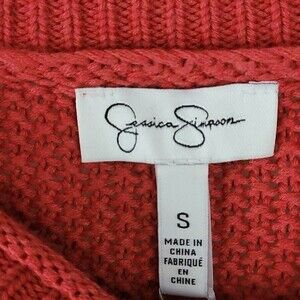 Jessica Simpson
S
MADE IN
CHINA
FABRIQUÉ
EN
CHINE